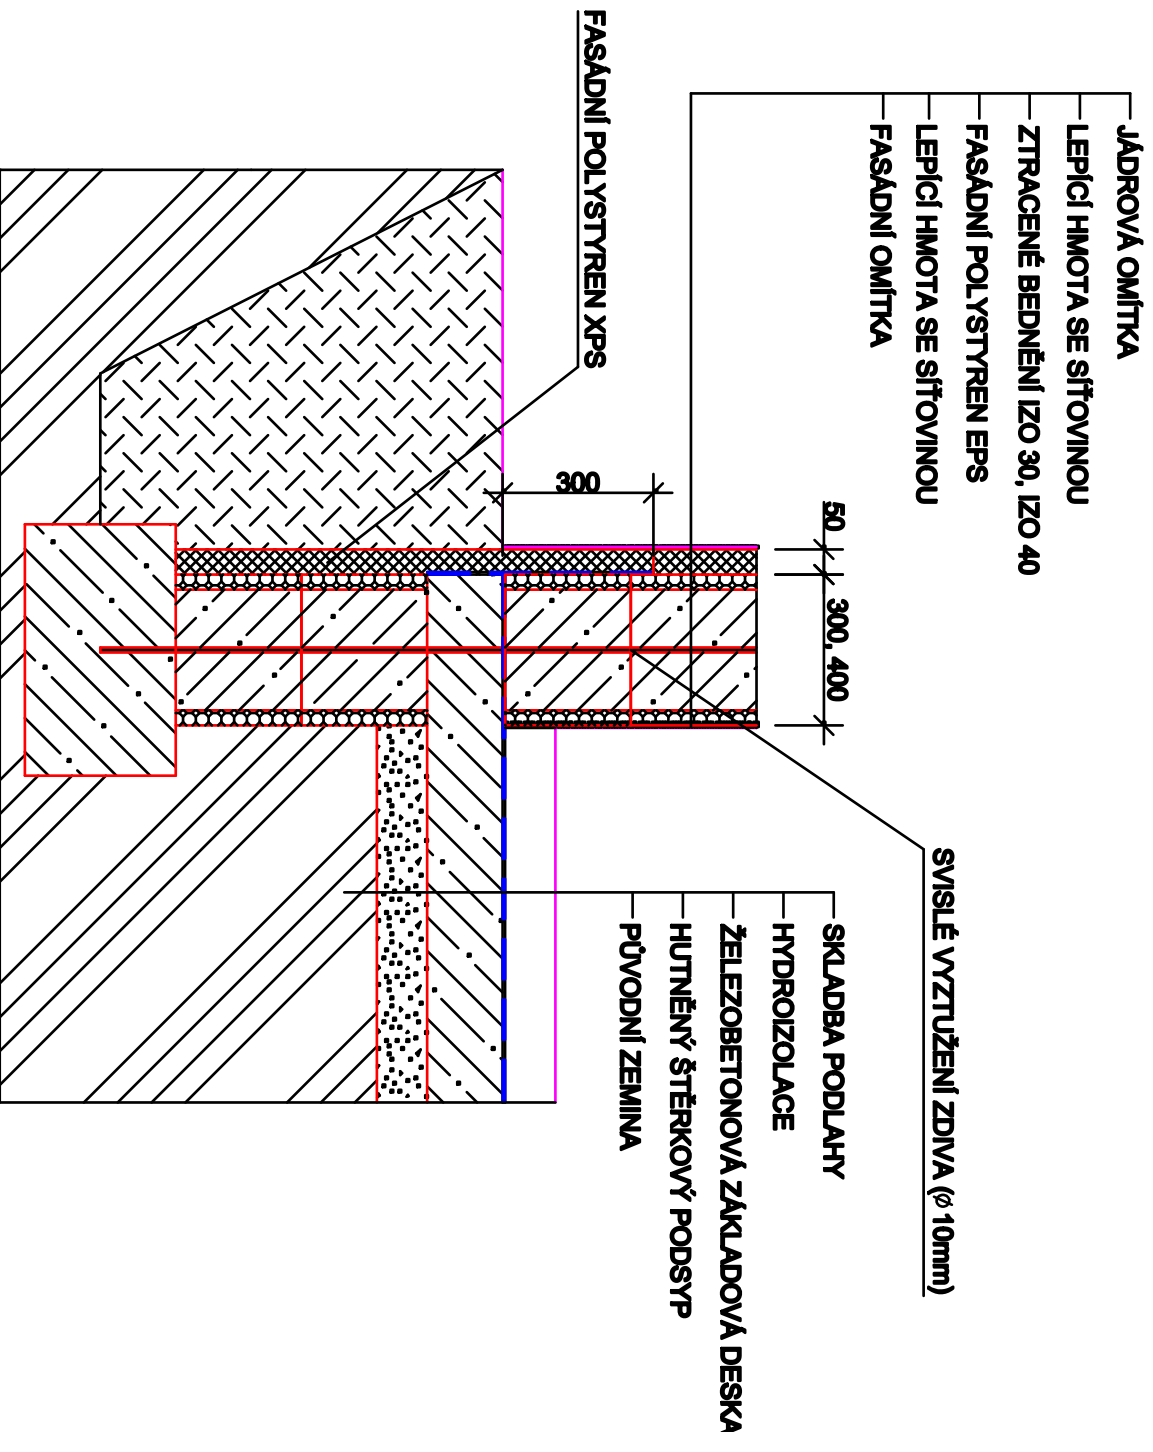 JÁDROVÁ OMÍTKA
LEPÍCÍ HMOTA SE SÍŤOVINOU
ZTRACENÉ BEDNĚNÍ IZO 30, IZO 40
FASÁDNÍ POLYSTYREN EPS
LEPÍCÍ HMOTA SE SÍŤOVINOU
FASÁDNÍ OMÍTKA
FASÁDNÍ POLYSTYREN XPS
300
50
300, 400
SVISLÉ VYZTUŽENÍ ZDIVA (⌀ 10mm)
SKLADBA PODLAHY
HYDROIZOLACE
ŽELEZOBETONOVÁ ZÁKLADOVÁ DESKA
HUTNĚNÝ ŠTĚRKOVÝ PODSYP
PŮVODNÍ ZEMINA